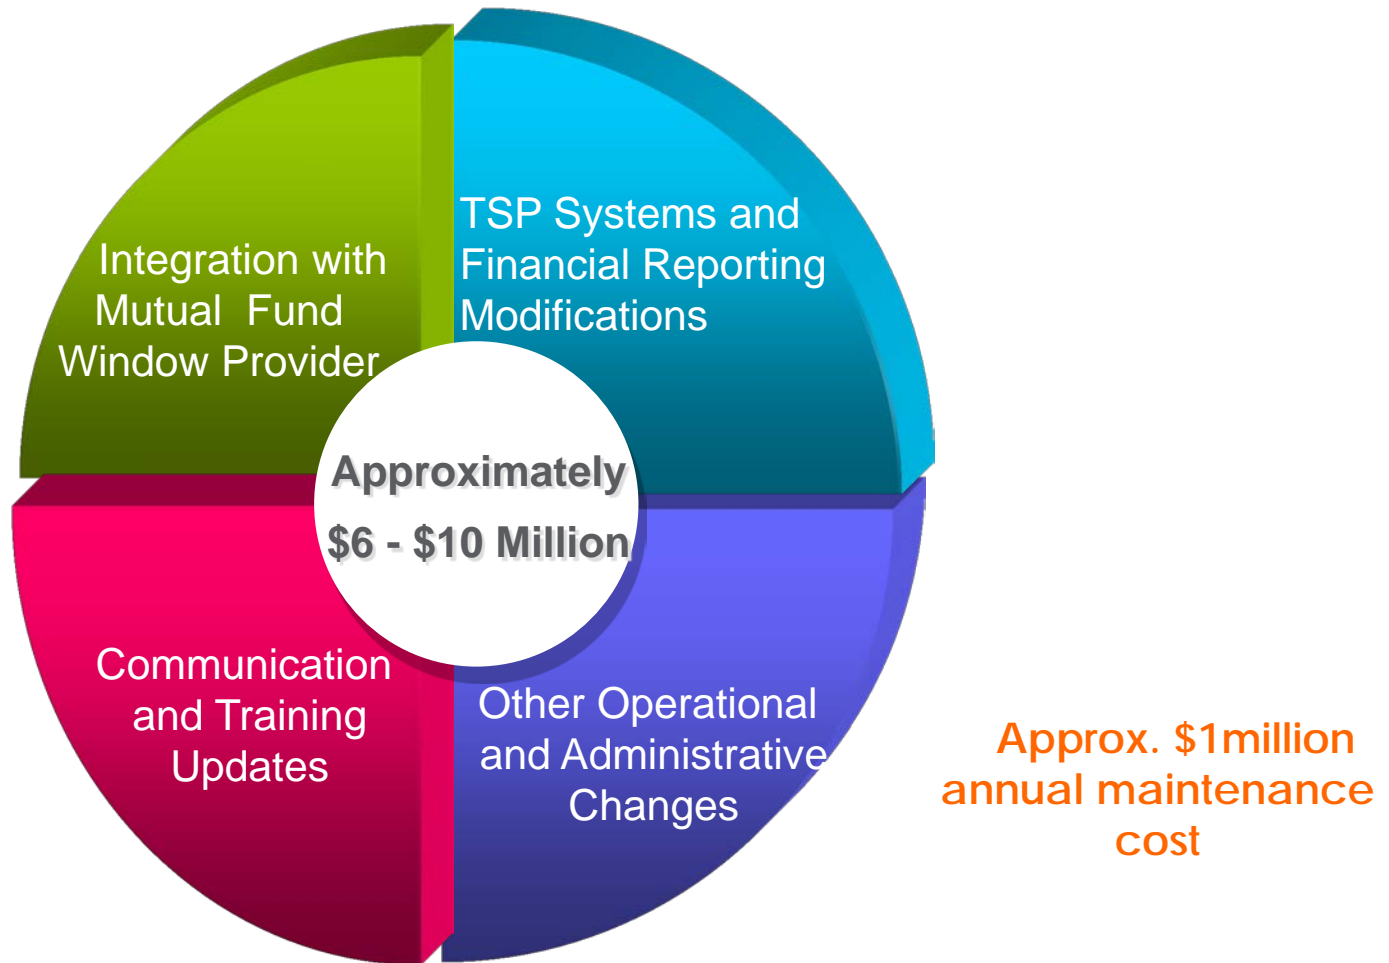 Integration with
Mutual Fund
Window Provider
TSP Systems and
Financial Reporting
Modifications
Approximately
$6 - $10 Million
Communication
and Training
Updates
Other Operational
and Administrative
Changes
Approx. $1million
annual maintenance
cost